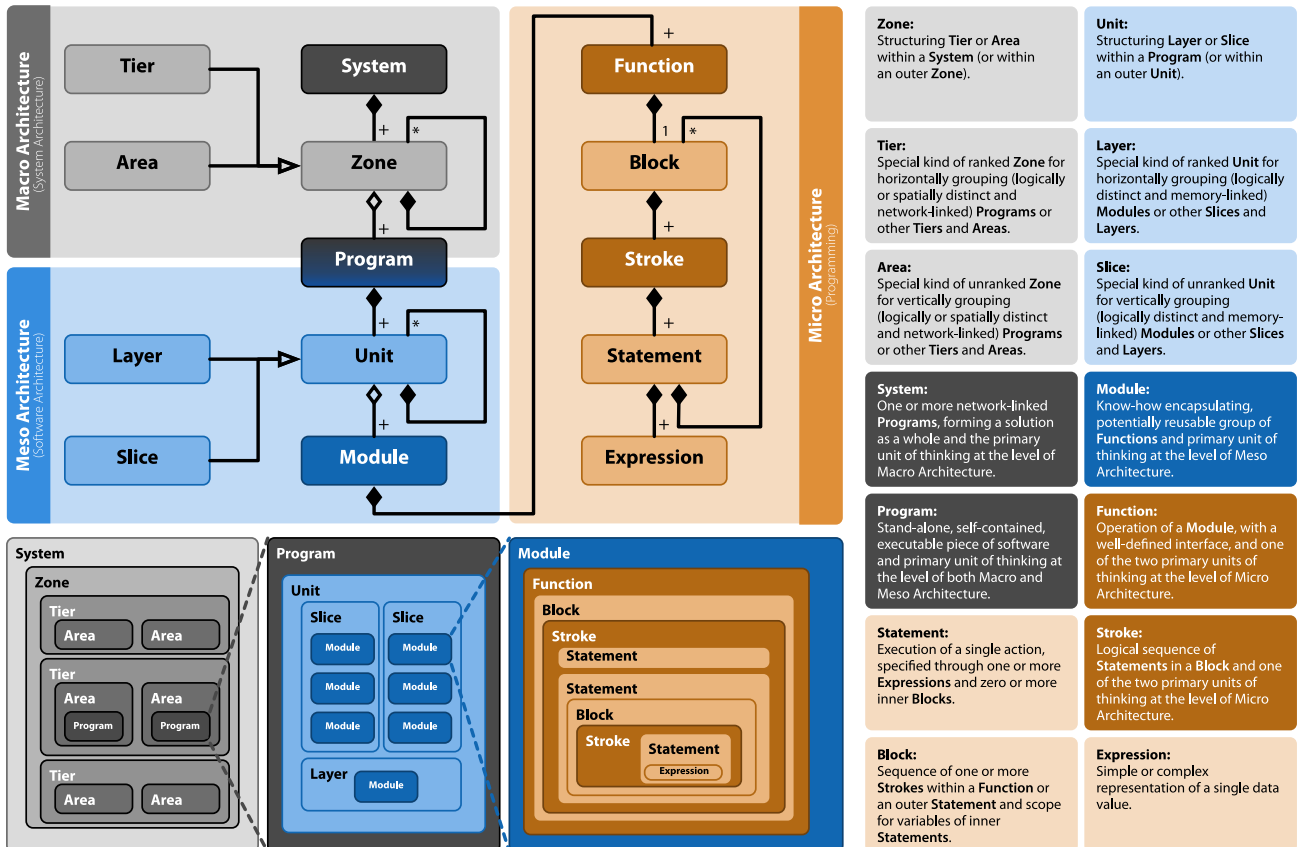 Macro Architecture
(System Architecture)
Tier
System
Area
Zone
+
*
+
Program
Meso Architecture
(Software Architecture)
+
*
Layer
Unit
+
Slice
Module
Micro Architecture
(Programming)
+
Function
1
*
Block
+
Stroke
+
Statement
+
Expression
Zone:
Structuring Tier or Area
within a System (or within
an outer Zone).
Unit:
Structuring Layer or Slice
within a Program (or within
an outer Unit).
Tier:
Special kind of ranked Zone for
horizontally grouping (logically
or spatially distinct and
network-linked) Programs or
other Tiers and Areas.
Layer:
Special kind of ranked Unit for
horizontally grouping (logically
distinct and memory-linked)
Modules or other Slices and
Layers.
Area:
Special kind of unranked Zone
for vertically grouping
(logically or spatially distinct
and network-linked) Programs
or other Tiers and Areas.
Slice:
Special kind of unranked Unit
for vertically grouping
(logically distinct and memory-
linked) Modules or other Slices
and Layers.
System:
One or more network-linked
Programs, forming a solution
as a whole and the primary
unit of thinking at the level of
Macro Architecture.
Module:
Know-how encapsulating,
potentially reusable group of
Functions and primary unit of
thinking at the level of Meso
Architecture.
Program:
Stand-alone, self-contained,
executable piece of software
and primary unit of thinking at
the level of both Macro and
Meso Architecture.
Function:
Operation of a Module, with a
well-defined interface, and one
of the two primary units of
thinking at the level of Micro
Architecture.
Statement:
Execution of a single action,
specified through one or more
Expressions and zero or more
inner Blocks.
Stroke:
Logical sequence of
Statements in a Block and one
of the two primary units of
thinking at the level of Micro
Architecture.
Block:
Sequence of one or more
Strokes within a Function or
an outer Statement and scope
for variables of inner
Statements.
Expression:
Simple or complex
representation of a single data
value.
System
Zone
Tier
Area
Area
Tier
Area
Area
Program
Program
Tier
Area
Area
Program
Unit
Slice
Slice
Module
Module
Module
Module
Module
Module
Layer
Module
Module
Function
Block
Stroke
Statement
Statement
Block
Stroke
Statement
Expression